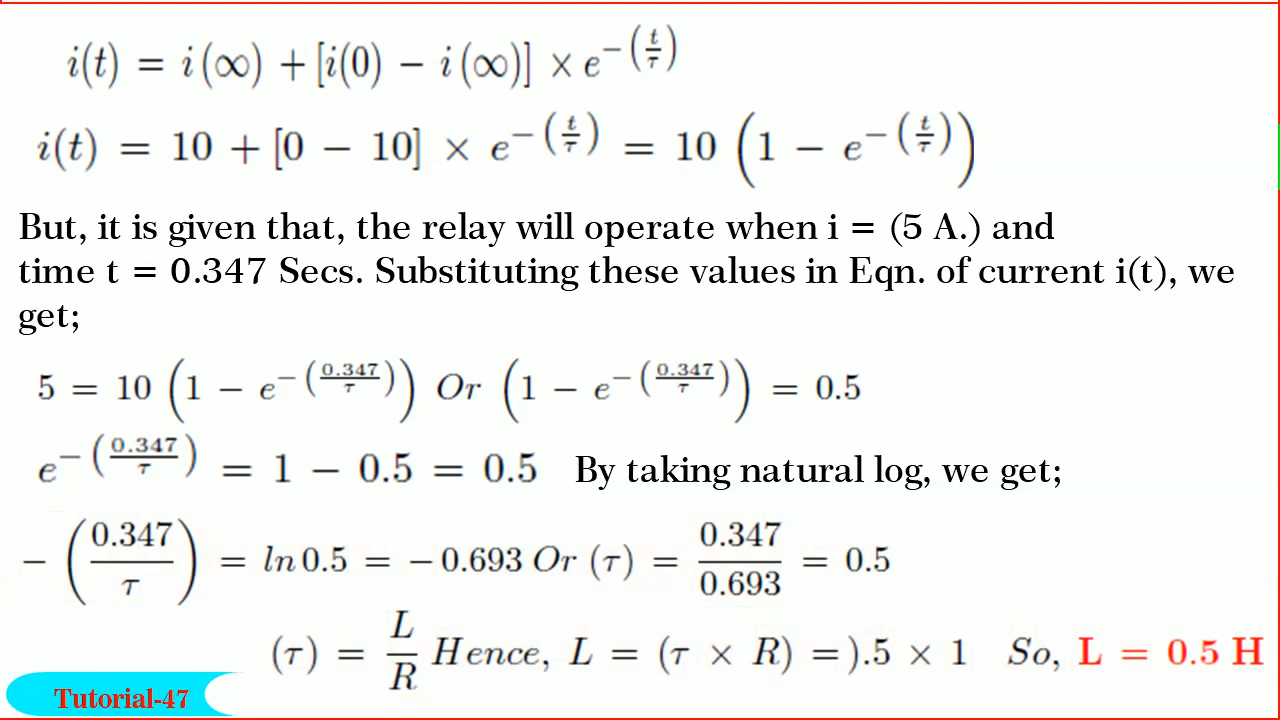 i(t) = i(∞) + [i(0) − i(∞)] × e^{−(t/τ)}
i(t) = 10 + [0 − 10] × e^{−(t/τ)} = 10 (1 − e^{−(t/τ)})
But, it is given that, the relay will operate when i = (5 A.) and
time t = 0.347 Secs. Substituting these values in Eqn. of current i(t), we
get;
5 = 10 (1 − e^{−(0.347/τ)}) Or (1 − e^{−(0.347/τ)}) = 0.5
e^{−(0.347/τ)} = 1 − 0.5 = 0.5 By taking natural log, we get;
− (0.347/τ) = ln 0.5 = − 0.693 Or (τ) = 0.347/0.693 = 0.5
(τ) = L/R Hence, L = (τ × R) = ).5 × 1 So, L = 0.5 H
Tutorial-47